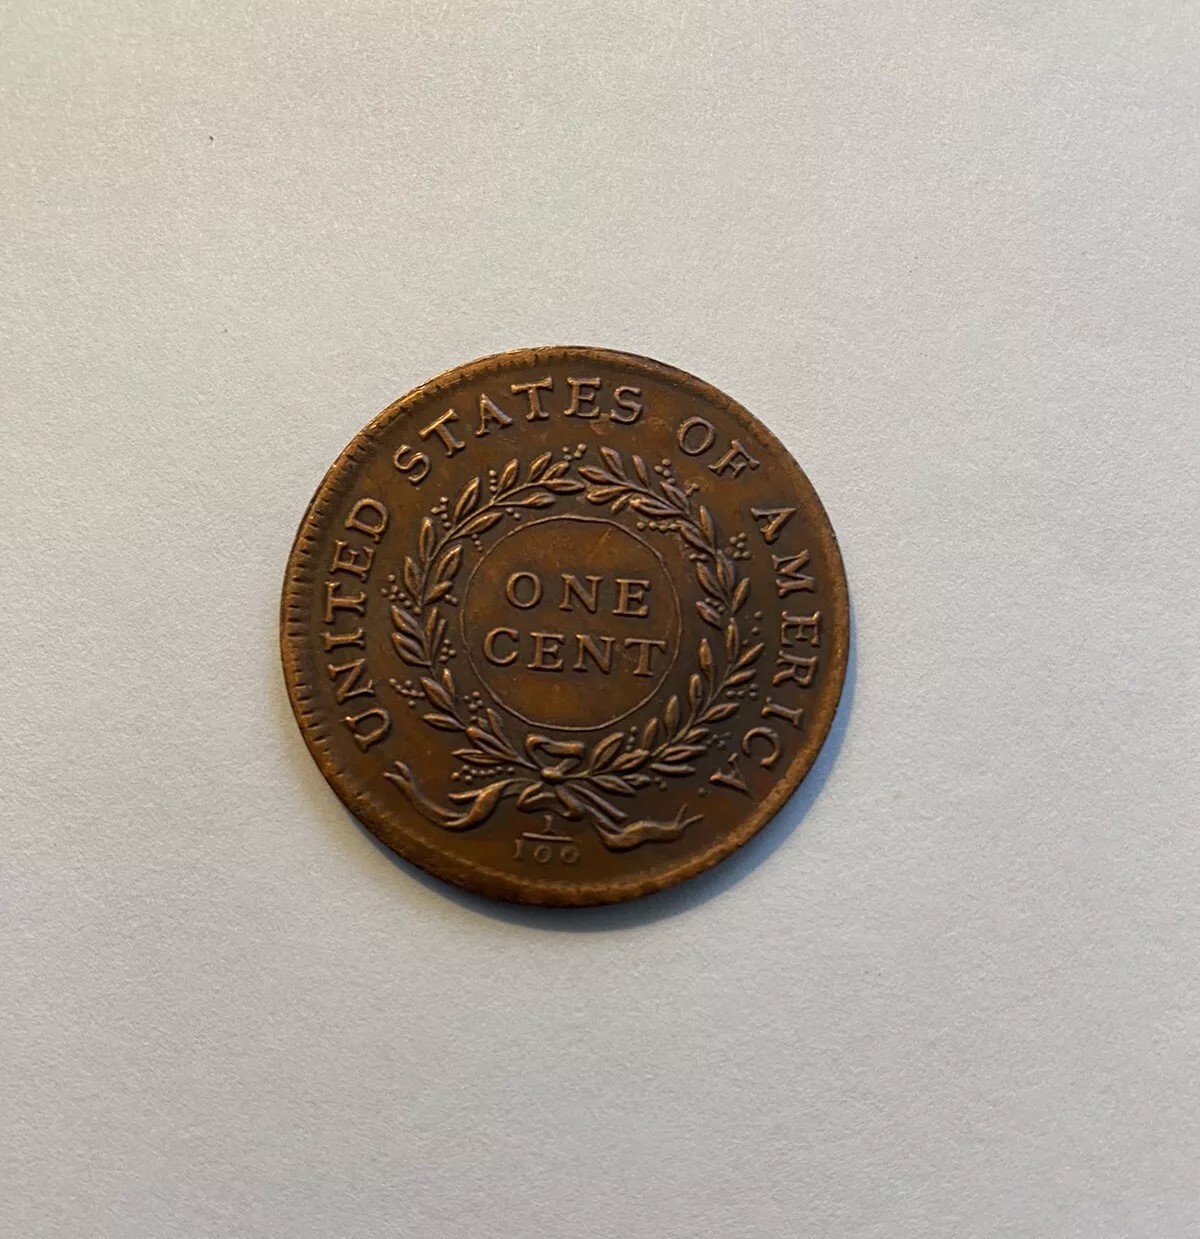 UNITED STATES OF AMERICA.
ONE
CENT
1/100